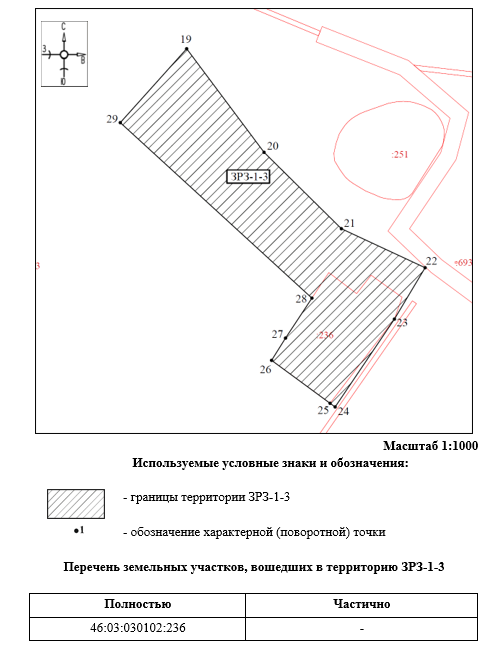 С
З
В
Ю
19
29
20
:251
ЗРЗ-1-3
21
22
:693
3
28
23
27
:236
26
25
24
Масштаб 1:1000
Используемые условные знаки и обозначения:
- границы территории ЗРЗ-1-3
1
- обозначение характерной (поворотной) точки
Перечень земельных участков, вошедших в территорию ЗРЗ-1-3
Полностью
Частично
46:03:030102:236
-